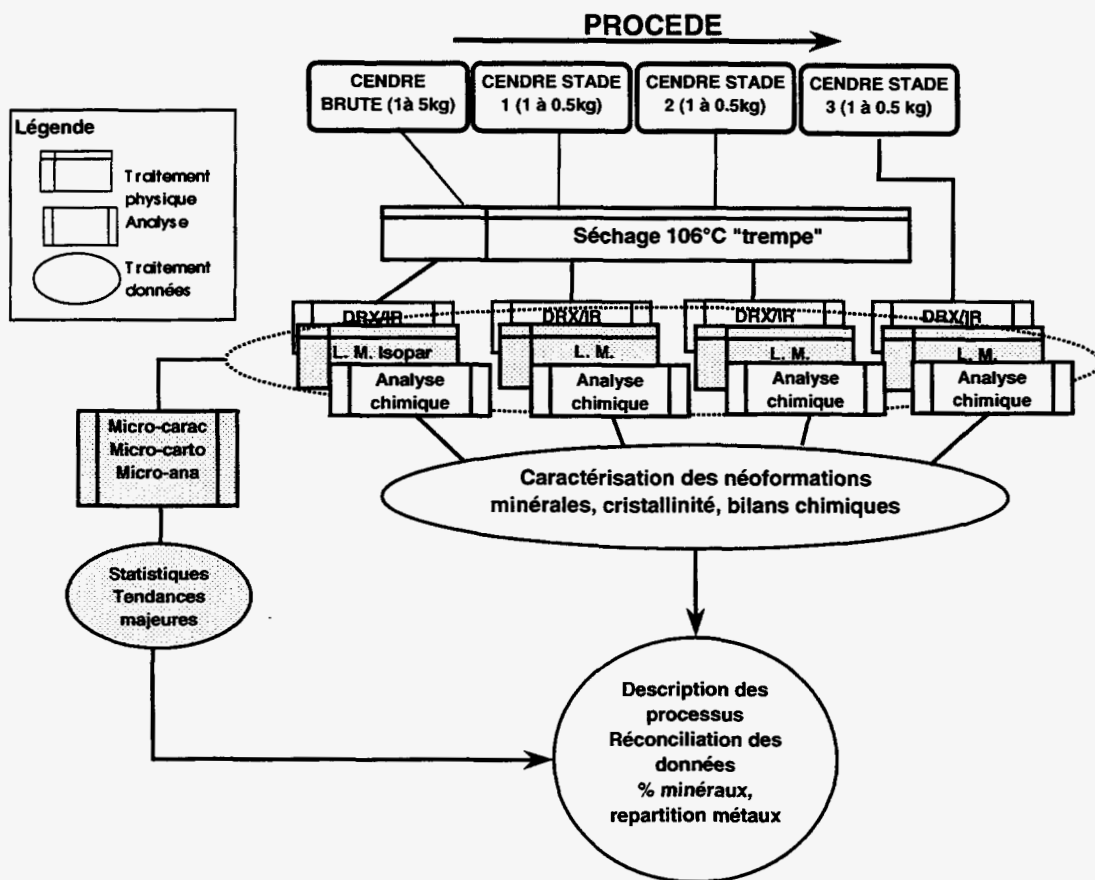 PROCEDE
CENDRE
BRUTE (1à 5kg)
CENDRE STADE
1 (1 à 0.5kg)
CENDRE STADE
2 (1 à 0.5kg)
CENDRE STADE
3 (1 à 0.5 kg)
Légende
Traitement
physique
Analyse
Traitement
données
Séchage 106°C "trempe"
DRX/IR
DRX/IR
DRX/IR
DRX/IR
L. M. Isopar
L. M.
L. M.
L. M.
Analyse
chimique
Analyse
chimique
Analyse
chimique
Analyse
chimique
Micro-carac
Micro-carto
Micro-ana
Caractérisation des néoformations
minérales, cristallinité, bilans chimiques
Statistiques
Tendances
majeures
Description des
processus
Réconciliation des
données
% minéraux,
repartition métaux